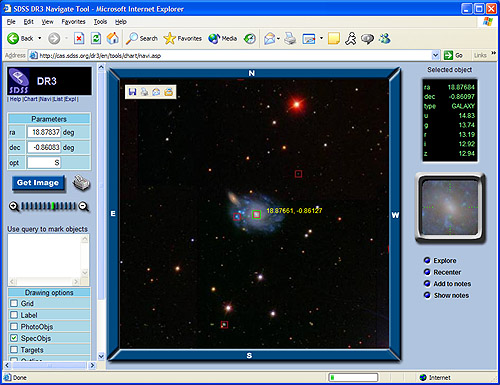 SDSS DR3 Navigate Tool - Microsoft Internet Explorer
File Edit View Favorites Tools Help
Back Search Favorites Media
Address http://cas.sdss.org/dr3/en/tools/chart/navi.asp Go Links
SDSS DR3
| Help |Chart |Navi |List |Expl |
Parameters
ra 18.87837 deg
dec -0.86083 deg
opt S
Get Image
Use query to mark objects
Drawing options
Grid
Label
PhotoObjs
SpecObjs
Targets
Outline
N
E
W
S
18.87661, -0.86127
Selected object
ra 18.87684
dec -0.86097
type GALAXY
u 14.83
g 13.74
r 13.19
i 12.92
z 12.94
Explore
Recenter
Add to notes
Show notes
Done Internet